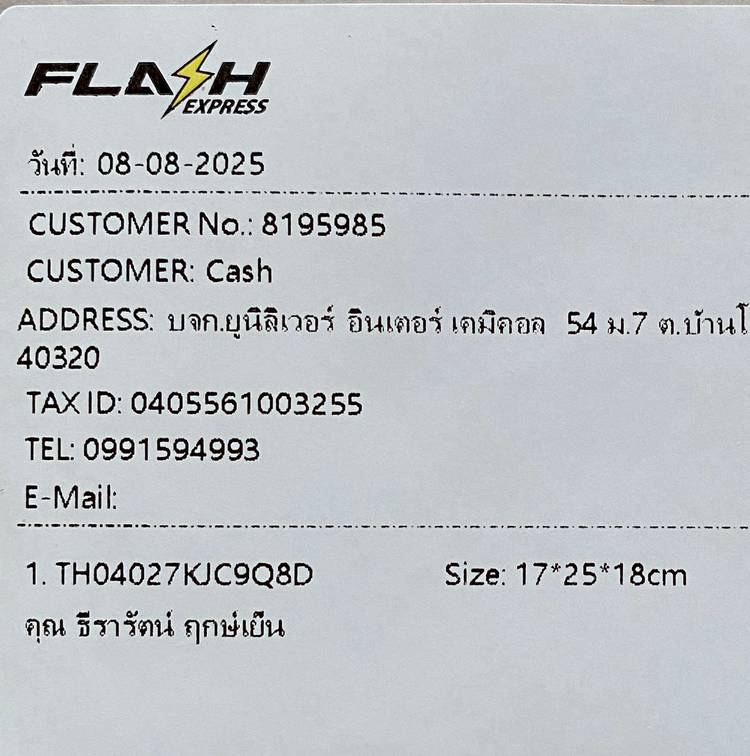 FLASH
EXPRESS
วันที่: 08-08-2025
CUSTOMER No.: 8195985
CUSTOMER: Cash
ADDRESS: บจก.ยูนิลิเวอร์ อินเตอร์ เคมิคอล 54 ม.7 ต.บ้านโ
40320
TAX ID: 0405561003255
TEL: 0991594993
E-Mail:
1. TH04027KJC9Q8D Size: 17*25*18cm
คุณ ธีรารัตน์ ฤกษ์เย็น